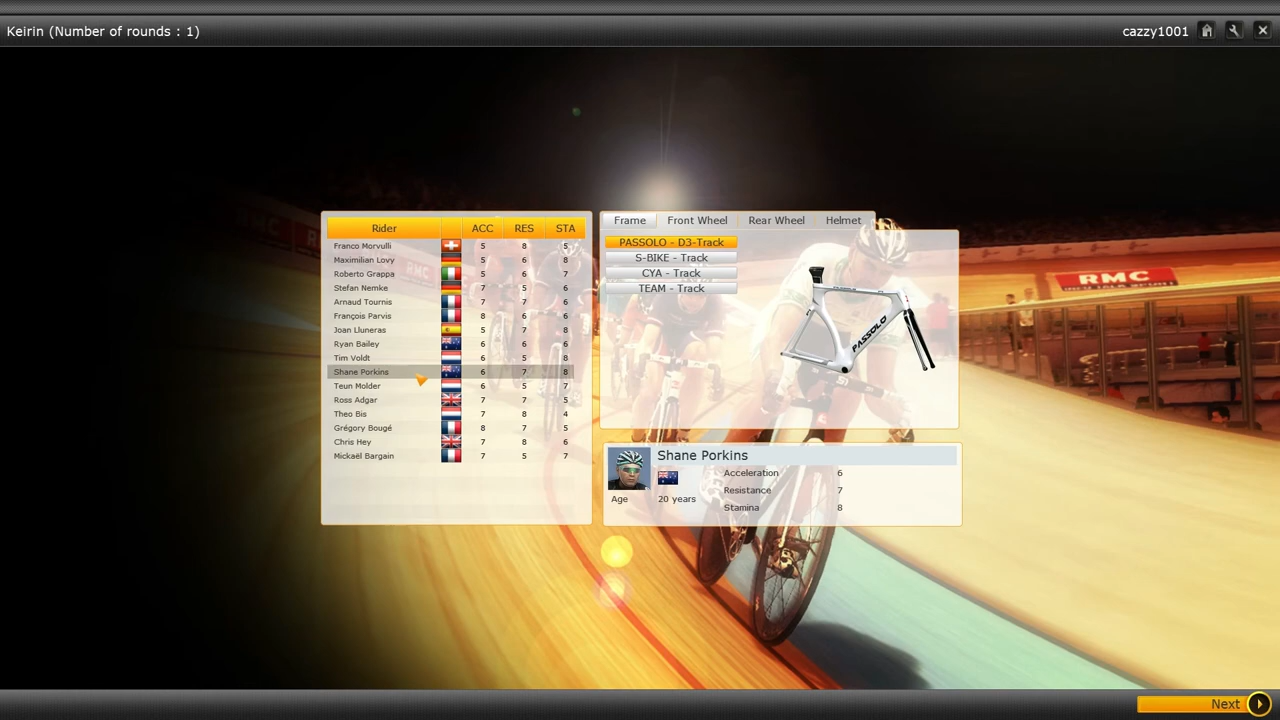 Keirin (Number of rounds : 1)
cazzy1001
Rider ACC RES STA
Franco Morvulli 5 8 5
Maximilian Lovy 5 6 8
Roberto Grappa 5 6 7
Stefan Nemke 7 5 6
Arnaud Tournis 7 7 6
François Parvis 8 6 6
Joan Lluneras 5 7 8
Ryan Bailey 6 6 6
Tim Voldt 6 5 8
Shane Porkins 6 7 8
Teun Molder 6 5 7
Ross Adgar 7 7 5
Theo Bis 7 8 4
Grégory Bougé 8 7 5
Chris Hey 7 8 6
Mickaël Bargain 7 5 7
Frame Front Wheel Rear Wheel Helmet
PASSOLO - D3-Track
S-BIKE - Track
CYA - Track
TEAM - Track
PASSOLO
RMC
Shane Porkins
Acceleration 6
Resistance 7
Age 20 years
Stamina 8
Next